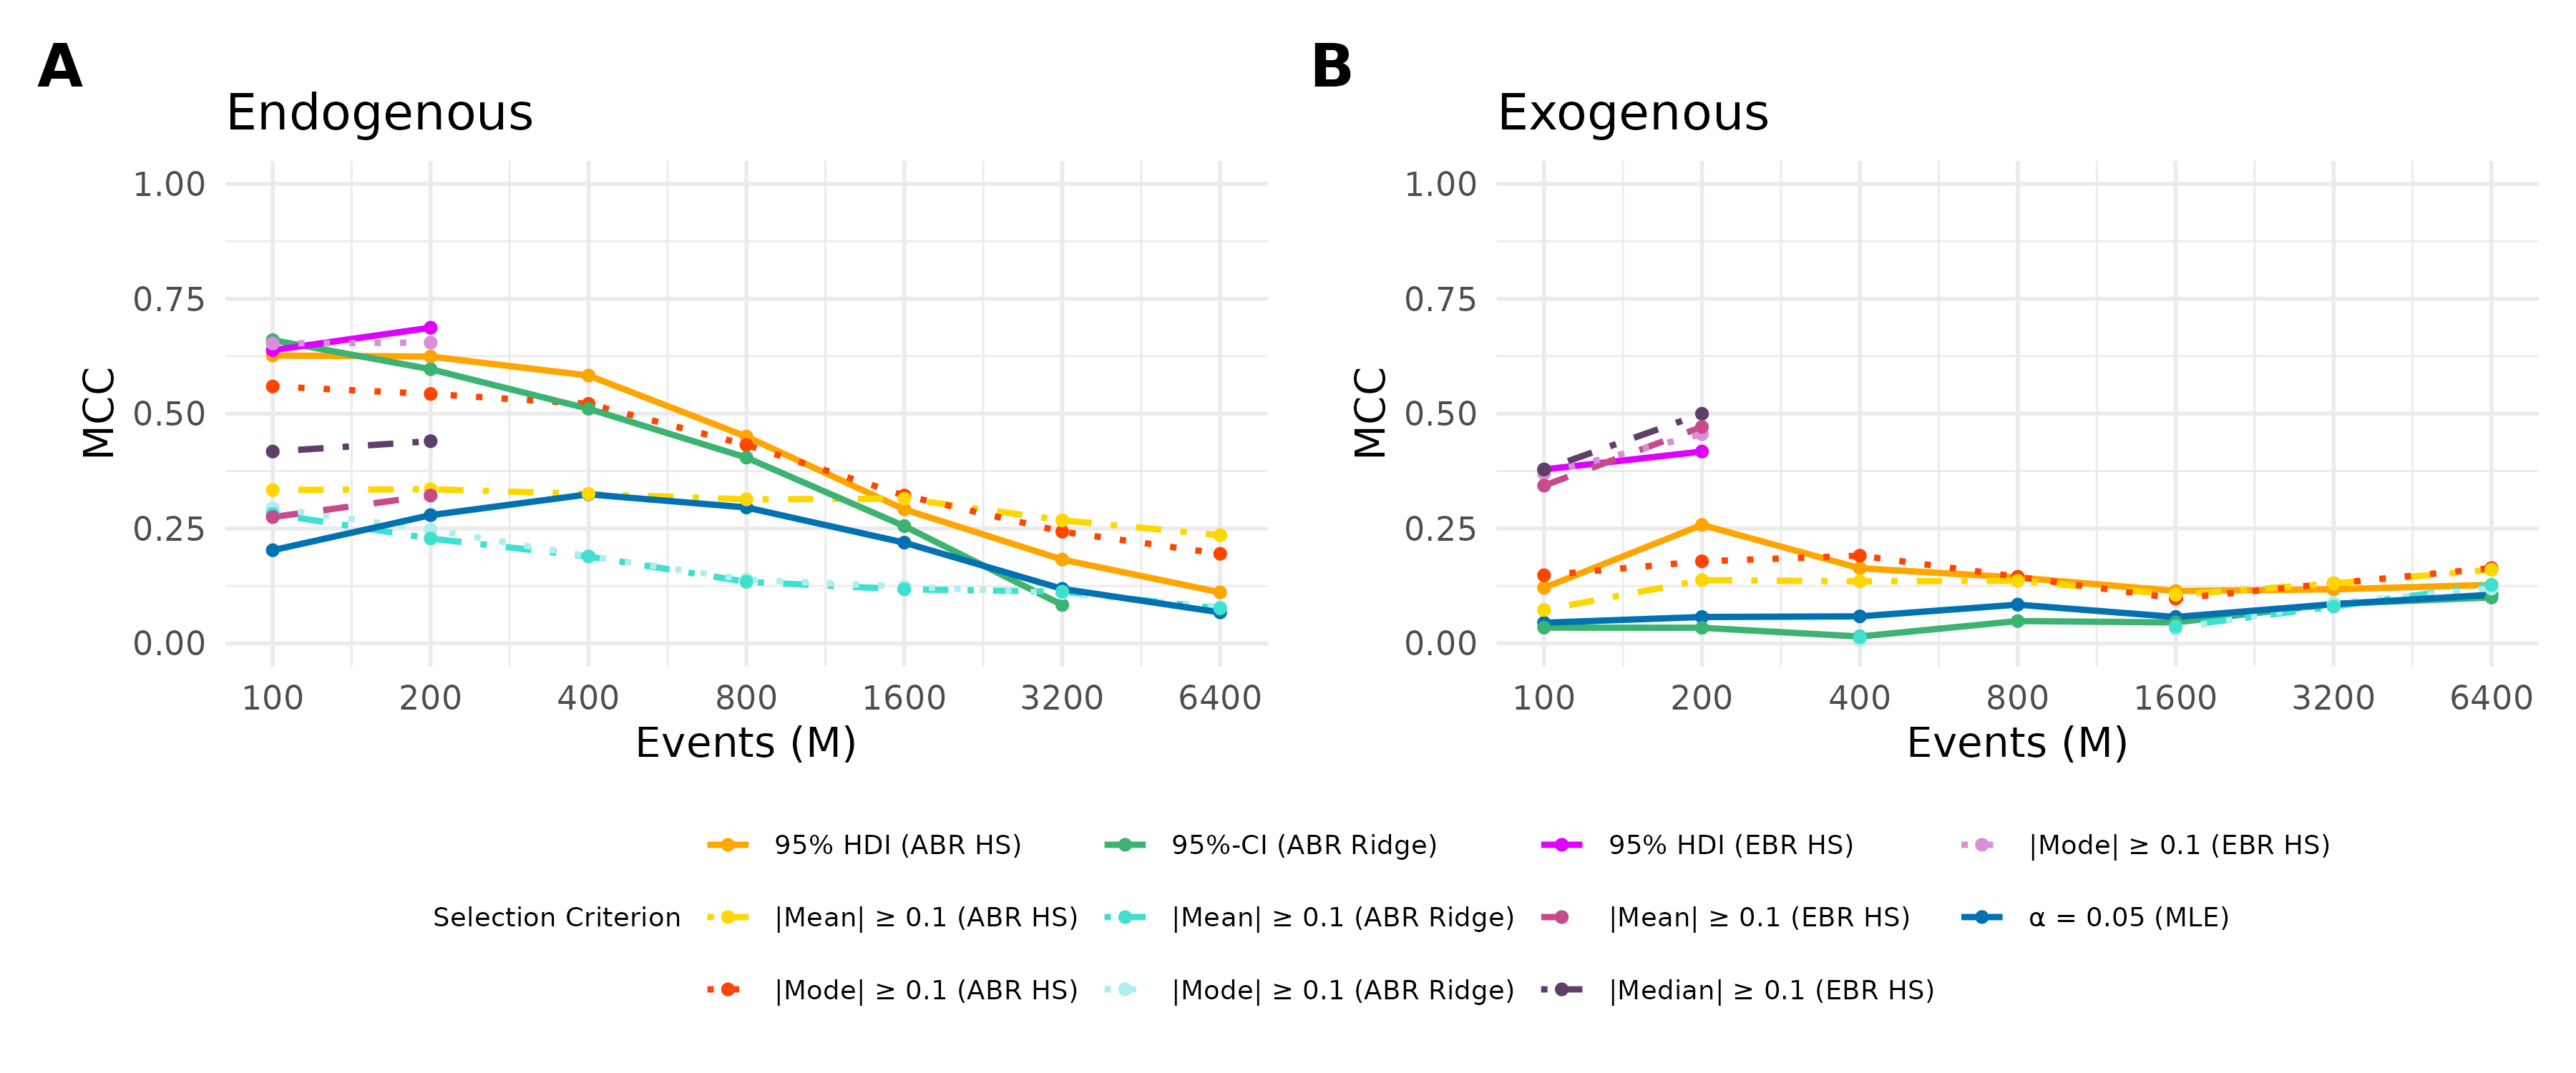 A
B
Endogenous
Exogenous
1.00
0.75
0.50
0.25
0.00
MCC
100 200 400 800 1600 3200 6400
Events (M)
1.00
0.75
0.50
0.25
0.00
MCC
100 200 400 800 1600 3200 6400
Events (M)
Selection Criterion
95% HDI (ABR HS)
|Mean| ≥ 0.1 (ABR HS)
|Mode| ≥ 0.1 (ABR HS)
95%-CI (ABR Ridge)
|Mean| ≥ 0.1 (ABR Ridge)
|Mode| ≥ 0.1 (ABR Ridge)
95% HDI (EBR HS)
|Mean| ≥ 0.1 (EBR HS)
|Median| ≥ 0.1 (EBR HS)
|Mode| ≥ 0.1 (EBR HS)
α = 0.05 (MLE)